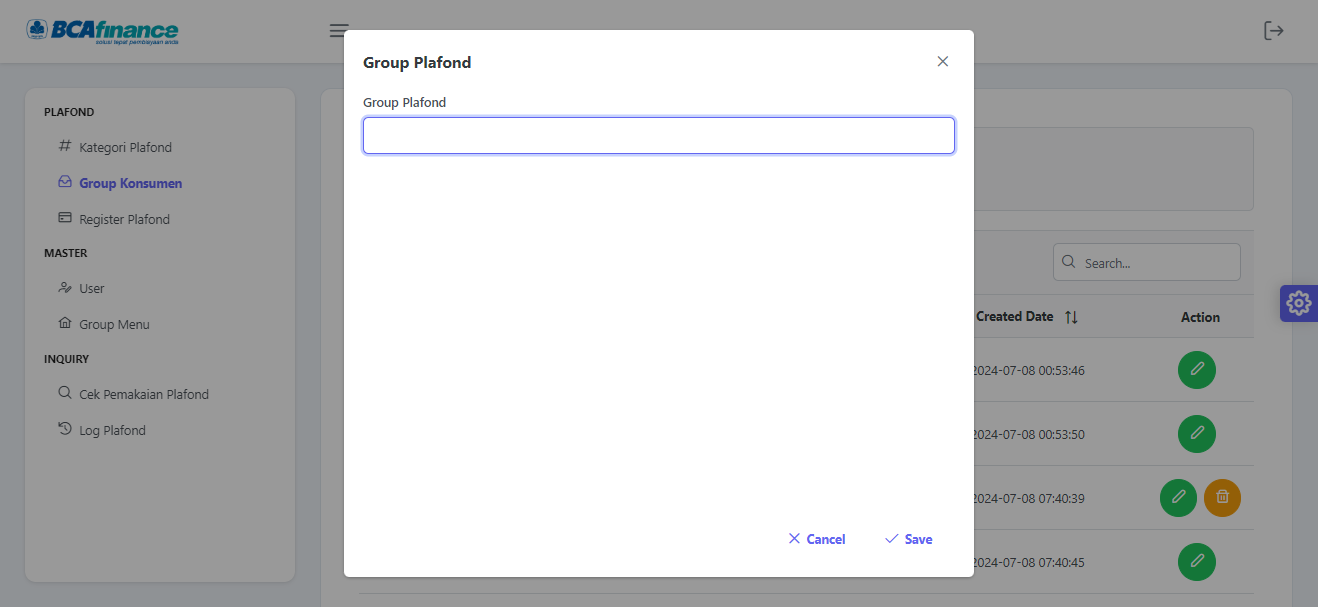 BCAfinance
solusi tepat pembiayaan anda
PLAFOND
Kategori Plafond
Group Konsumen
Register Plafond
MASTER
User
Group Menu
INQUIRY
Cek Pemakaian Plafond
Log Plafond
Group Plafond
Group Plafond
Cancel
Save
Search...
Created Date
Action
2024-07-08 00:53:46
2024-07-08 00:53:50
2024-07-08 07:40:39
2024-07-08 07:40:45